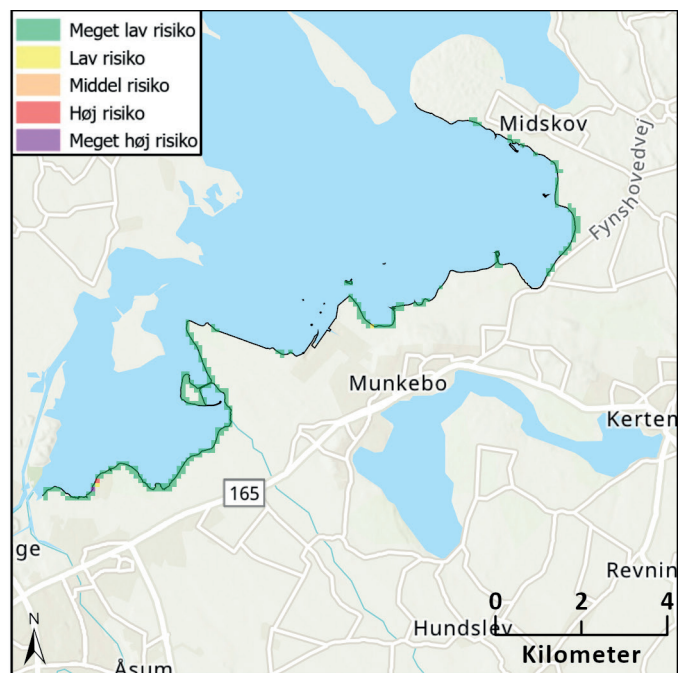 Meget lav risiko
Lav risiko
Middel risiko
Høj risiko
Meget høj risiko
Midskov
Fynshovedvej
Munkebo
Kertem
165
ge
Revnin
0 2 4
Hundslev
Kilometer
N
Åsum